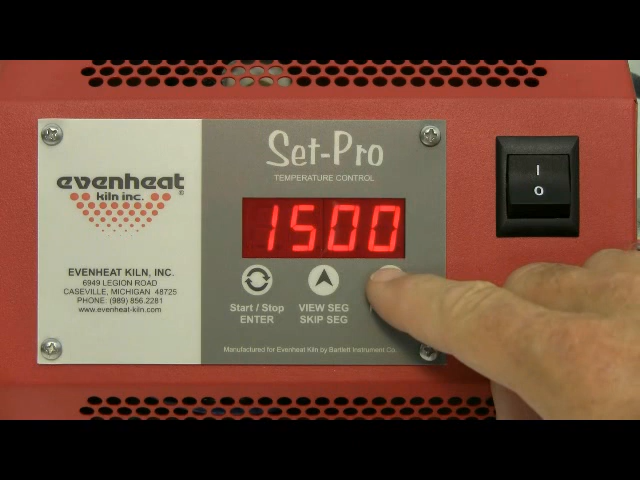 evenheat
kiln inc.
®
EVENHEAT KILN, INC.
6949 LEGION ROAD
CASEVILLE, MICHIGAN 48725
PHONE: (989) 856.2281
www.evenheat-kiln.com
Set-Pro
TEMPERATURE CONTROL
1500
Start / Stop
ENTER
VIEW SEG
SKIP SEG
Manufactured for Evenheat Kiln by Bartlett Instrument Co.
I
O